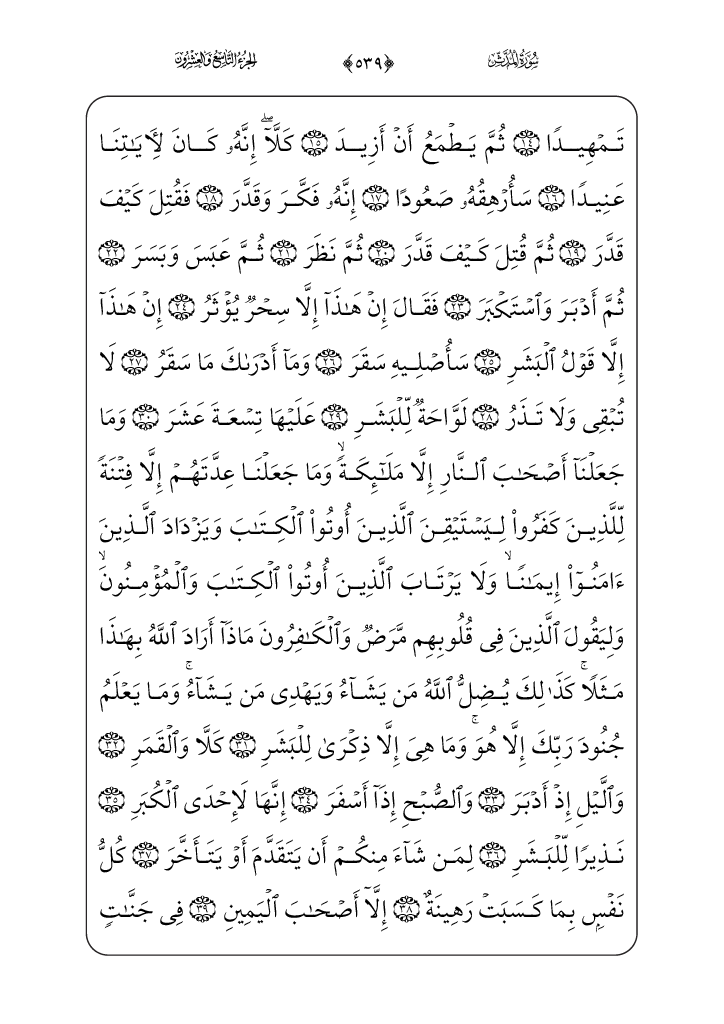 سُورَةُ الْمُدَّثِّر ﴿٥٣٩﴾ الجُزْءُ التَّاسِعُ وَالعِشْرُونَ
تَمۡهِيدٗا ١٤ ثُمَّ يَطۡمَعُ أَنۡ أَزِيدَ ١٥ كَلَّآۖ إِنَّهُۥ كَانَ لِأٓيَٰتِنَا
عَنِيدٗا ١٦ سَأُرۡهِقُهُۥ صَعُودًا ١٧ إِنَّهُۥ فَكَّرَ وَقَدَّرَ ١٨ فَقُتِلَ كَيۡفَ
قَدَّرَ ١٩ ثُمَّ قُتِلَ كَيۡفَ قَدَّرَ ٢٠ ثُمَّ نَظَرَ ٢١ ثُمَّ عَبَسَ وَبَسَرَ ٢٢
ثُمَّ أَدۡبَرَ وَٱسۡتَكۡبَرَ ٢٣ فَقَالَ إِنۡ هَٰذَآ إِلَّا سِحۡرٞ يُؤۡثَرُ ٢٤ إِنۡ هَٰذَآ
إِلَّا قَوۡلُ ٱلۡبَشَرِ ٢٥ سَأُصۡلِيهِ سَقَرَ ٢٦ وَمَآ أَدۡرَىٰكَ مَا سَقَرُ ٢٧ لَا
تُبۡقِي وَلَا تَذَرُ ٢٨ لَوَّاحَةٞ لِّلۡبَشَرِ ٢٩ عَلَيۡهَا تِسۡعَةَ عَشَرَ ٣٠ وَمَا
جَعَلۡنَآ أَصۡحَٰبَ ٱلنَّارِ إِلَّا مَلَٰٓئِكَةٗۙ وَمَا جَعَلۡنَا عِدَّتَهُمۡ إِلَّا فِتۡنَةٗ
لِّلَّذِينَ كَفَرُواْ لِيَسۡتَيۡقِنَ ٱلَّذِينَ أُوتُواْ ٱلۡكِتَٰبَ وَيَزۡدَادَ ٱلَّذِينَ
ءَامَنُوٓاْ إِيمَٰنٗاۙ وَلَا يَرۡتَابَ ٱلَّذِينَ أُوتُواْ ٱلۡكِتَٰبَ وَٱلۡمُؤۡمِنُونَۙ
وَلِيَقُولَ ٱلَّذِينَ فِي قُلُوبِهِم مَّرَضٞ وَٱلۡكَٰفِرُونَ مَاذَآ أَرَادَ ٱللَّهُ بِهَٰذَا
مَثَلٗاۚ كَذَٰلِكَ يُضِلُّ ٱللَّهُ مَن يَشَآءُ وَيَهۡدِي مَن يَشَآءُۚ وَمَا يَعۡلَمُ
جُنُودَ رَبِّكَ إِلَّا هُوَۚ وَمَا هِيَ إِلَّا ذِكۡرَىٰ لِلۡبَشَرِ ٣١ كَلَّا وَٱلۡقَمَرِ ٣٢
وَٱلَّيۡلِ إِذۡ أَدۡبَرَ ٣٣ وَٱلصُّبۡحِ إِذَآ أَسۡفَرَ ٣٤ إِنَّهَا لَإِحۡدَى ٱلۡكُبَرِ ٣٥
نَذِيرٗا لِّلۡبَشَرِ ٣٦ لِمَن شَآءَ مِنكُمۡ أَن يَتَقَدَّمَ أَوۡ يَتَأَخَّرَ ٣٧ كُلُّ
نَفۡسِۭ بِمَا كَسَبَتۡ رَهِينَةٌ ٣٨ إِلَّآ أَصۡحَٰبَ ٱلۡيَمِينِ ٣٩ فِي جَنَّٰتٖ